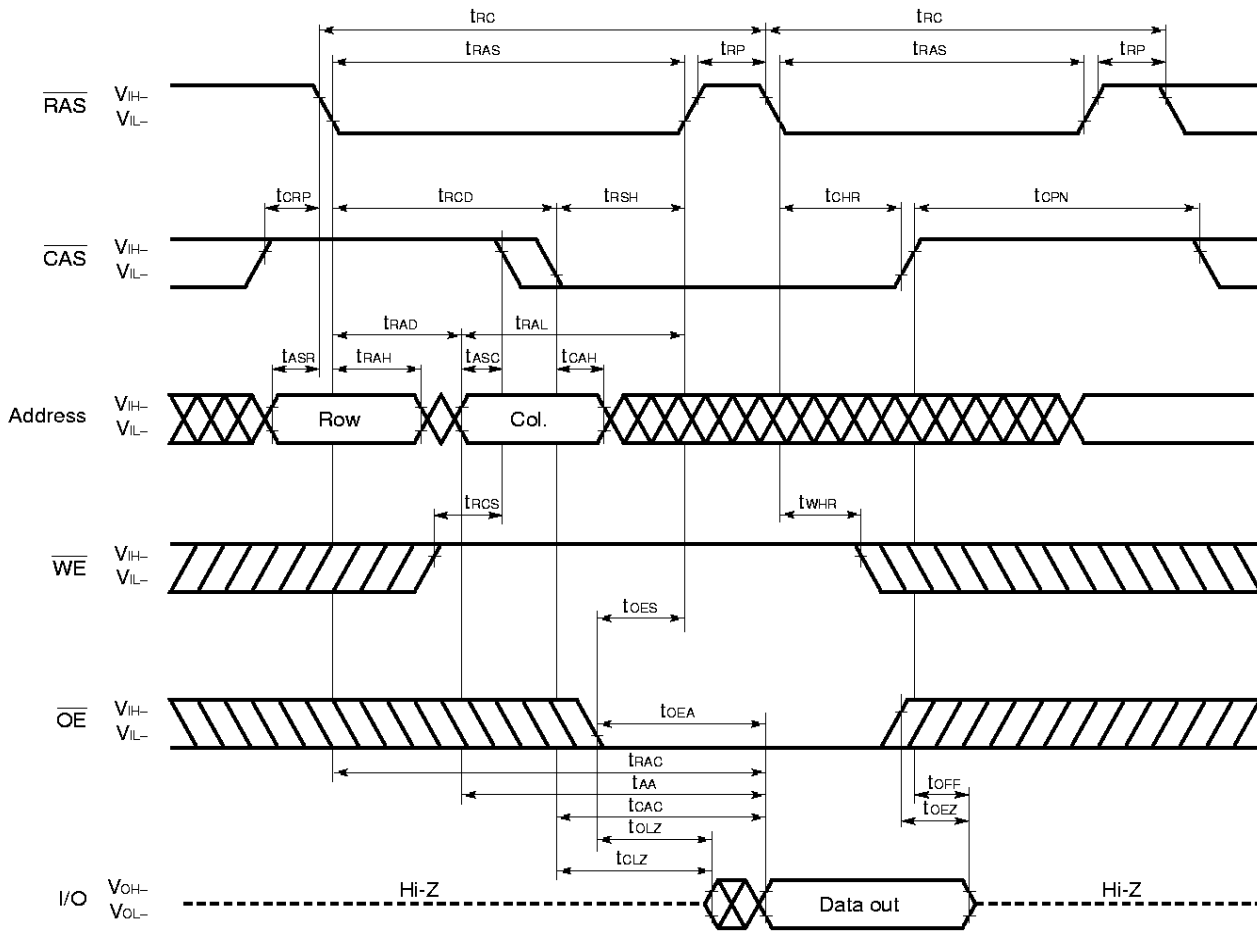 tRC tRC
tRAS tRP tRAS tRP
RAS VIH–
VIL–
tCRP tRCD tRSH tCHR tCPN
CAS VIH–
VIL–
tRAD tRAL
tASR tRAH tASC tCAH
Address VIH–
VIL–
Row Col.
tRCS tWHR
WE VIH–
VIL–
tOES
OE VIH–
VIL–
tOEA
tRAC
tAA tOFF
tCAC tOEZ
tOLZ
tCLZ
I/O VOH–
VOL–
Hi-Z Data out Hi-Z